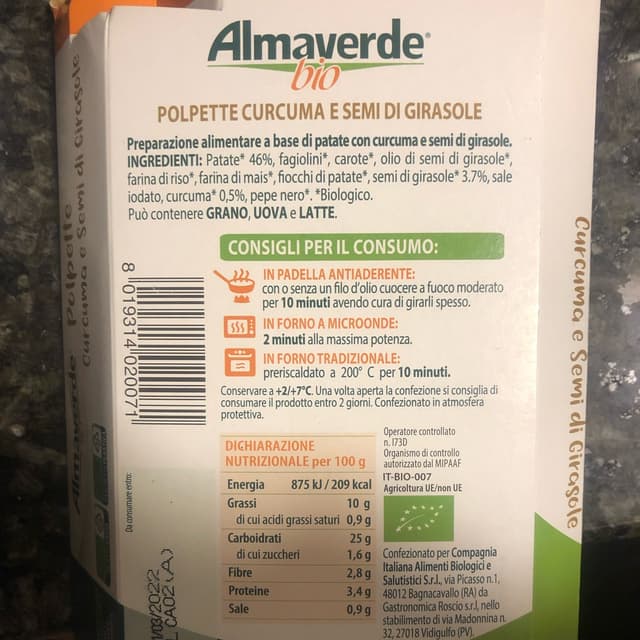 Almaverde®
bio
POLPETTE CURCUMA E SEMI DI GIRASOLE
Preparazione alimentare a base di patate con curcuma e semi di girasole.
INGREDIENTI: Patate* 46%, fagiolini*, carote*, olio di semi di girasole*,
farina di riso*, farina di mais*, fiocchi di patate*, semi di girasole* 3.7%, sale
iodato, curcuma* 0,5%, pepe nero*. *Biologico.
Può contenere GRANO, UOVA e LATTE.
CONSIGLI PER IL CONSUMO:
IN PADELLA ANTIADERENTE:
con o senza un filo d'olio cuocere a fuoco moderato
per 10 minuti avendo cura di girarli spesso.
IN FORNO A MICROONDE:
2 minuti alla massima potenza.
IN FORNO TRADIZIONALE:
preriscaldato a 200° C per 10 minuti.
Conservare a +2/+7°C. Una volta aperta la confezione si consiglia di
consumare il prodotto entro 2 giorni. Confezionato in atmosfera
protettiva.
DICHIARAZIONE
NUTRIZIONALE per 100 g
Energia 875 kJ / 209 kcal
Grassi 10 g
di cui acidi grassi saturi 0,9 g
Carboidrati 25 g
di cui zuccheri 1,6 g
Fibre 2,8 g
Proteine 3,4 g
Sale 0,9 g
Operatore controllato
n. I73D
Organismo di controllo
autorizzato dal MIPAAF
IT-BIO-007
Agricoltura UE/non UE
Confezionato per Compagnia
Italiana Alimenti Biologici e
Salutistici S.r.l., via Picasso n.1,
48012 Bagnacavallo (RA) da
Gastronomica Roscio s.r.l, nello
stabilimento di via Madonnina n.
32, 27018 Vidigulfo (PV).
8 019314 020071
Da consumare entro:
/03/2022
L CA02 (A)
Almaverde Polpette
Curcuma e Semi di Girasole
Curcuma e Semi di Girasole